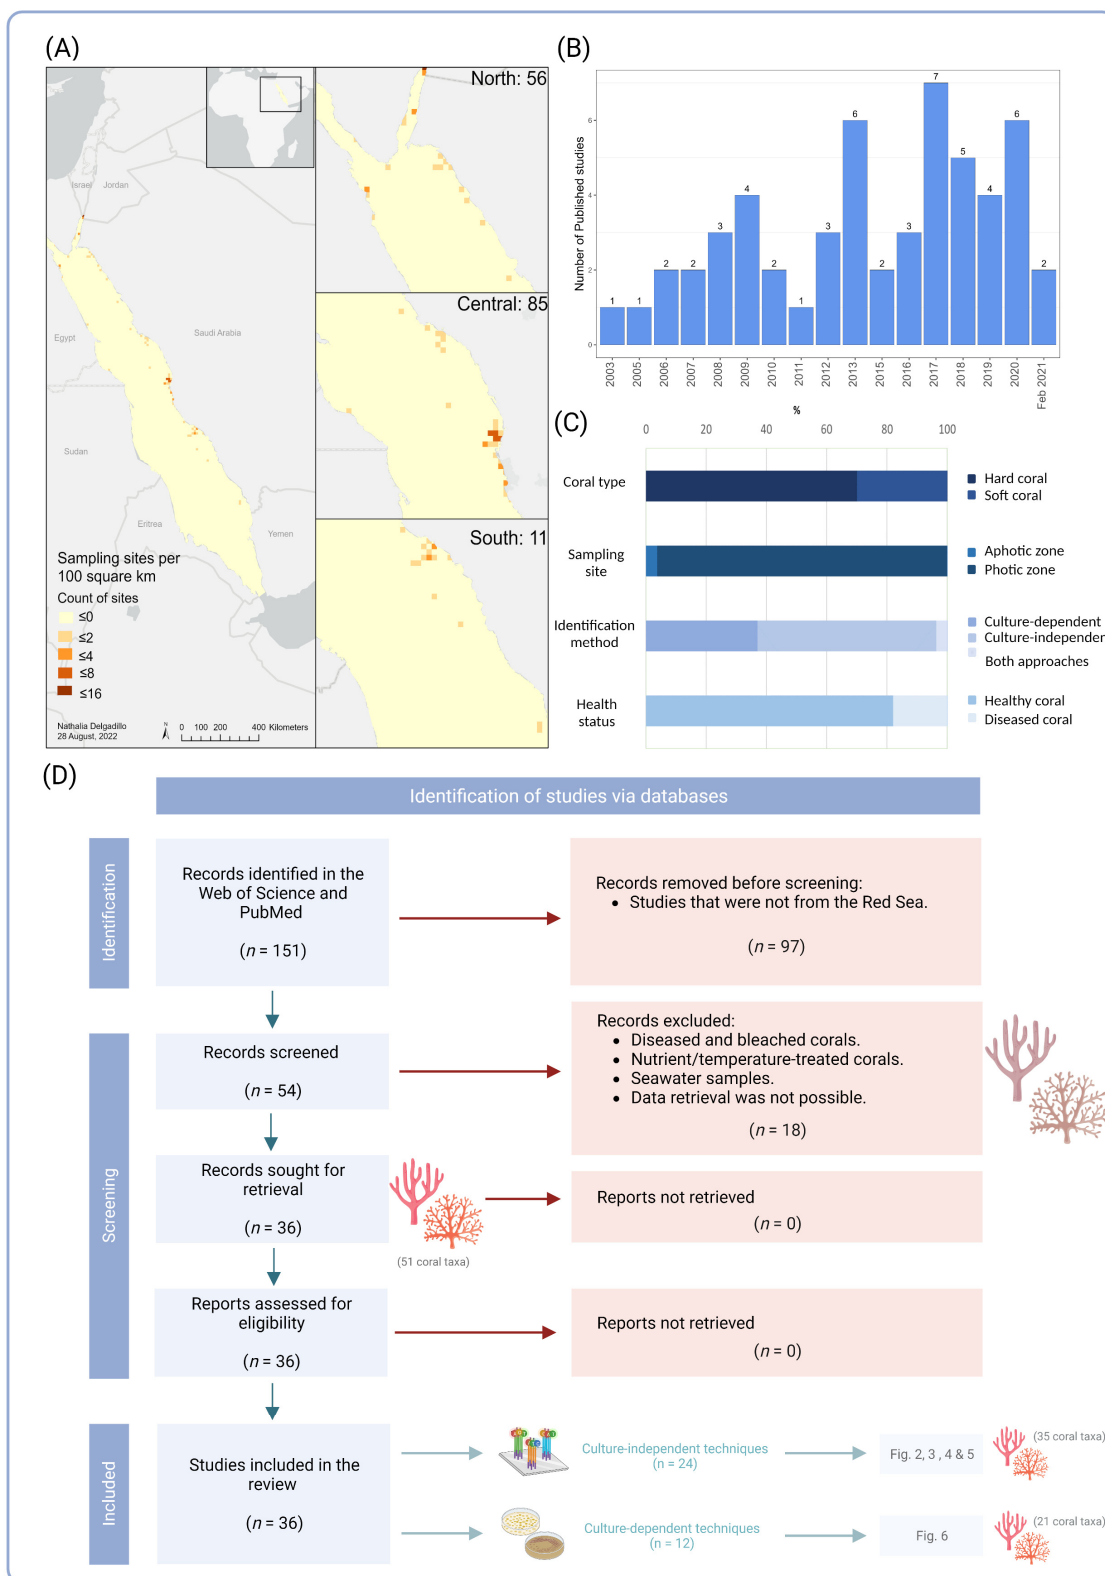 (A)
North: 56
Israel
Jordan
Central: 85
Egypt
Saudi Arabia
Sudan
Eritrea
Yemen
South: 11
Sampling sites per
100 square km
Count of sites
≤0
≤2
≤4
≤8
≤16
Nathalia Delgadillo
28 August, 2022
N
0 100 200 400 Kilometers
(B)
Number of Published studies
0
2
4
6
1
1
2
2
3
4
2
1
3
6
2
3
7
5
4
6
2
2003
2005
2006
2007
2008
2009
2010
2011
2012
2013
2015
2016
2017
2018
2019
2020
Feb 2021
(C)
%
0 20 40 60 80 100
Coral type
Hard coral
Soft coral
Sampling
site
Aphotic zone
Photic zone
Identification
method
Culture-dependent
Culture-independen
Both approaches
Health
status
Healthy coral
Diseased coral
(D)
Identification of studies via databases
Identification
Records identified in the
Web of Science and
PubMed
(n = 151)
Records removed before screening:
• Studies that were not from the Red Sea.
(n = 97)
Screening
Records screened
(n = 54)
Records excluded:
• Diseased and bleached corals.
• Nutrient/temperature-treated corals.
• Seawater samples.
• Data retrieval was not possible.
(n = 18)
Records sought for
retrieval
(n = 36)
(51 coral taxa)
Reports not retrieved
(n = 0)
Reports assessed for
eligibility
(n = 36)
Reports not retrieved
(n = 0)
Included
Studies included in the
review
(n = 36)
Culture-independent techniques
(n = 24)
Fig. 2, 3 , 4 & 5
(35 coral taxa)
Culture-dependent techniques
(n = 12)
Fig. 6
(21 coral taxa)